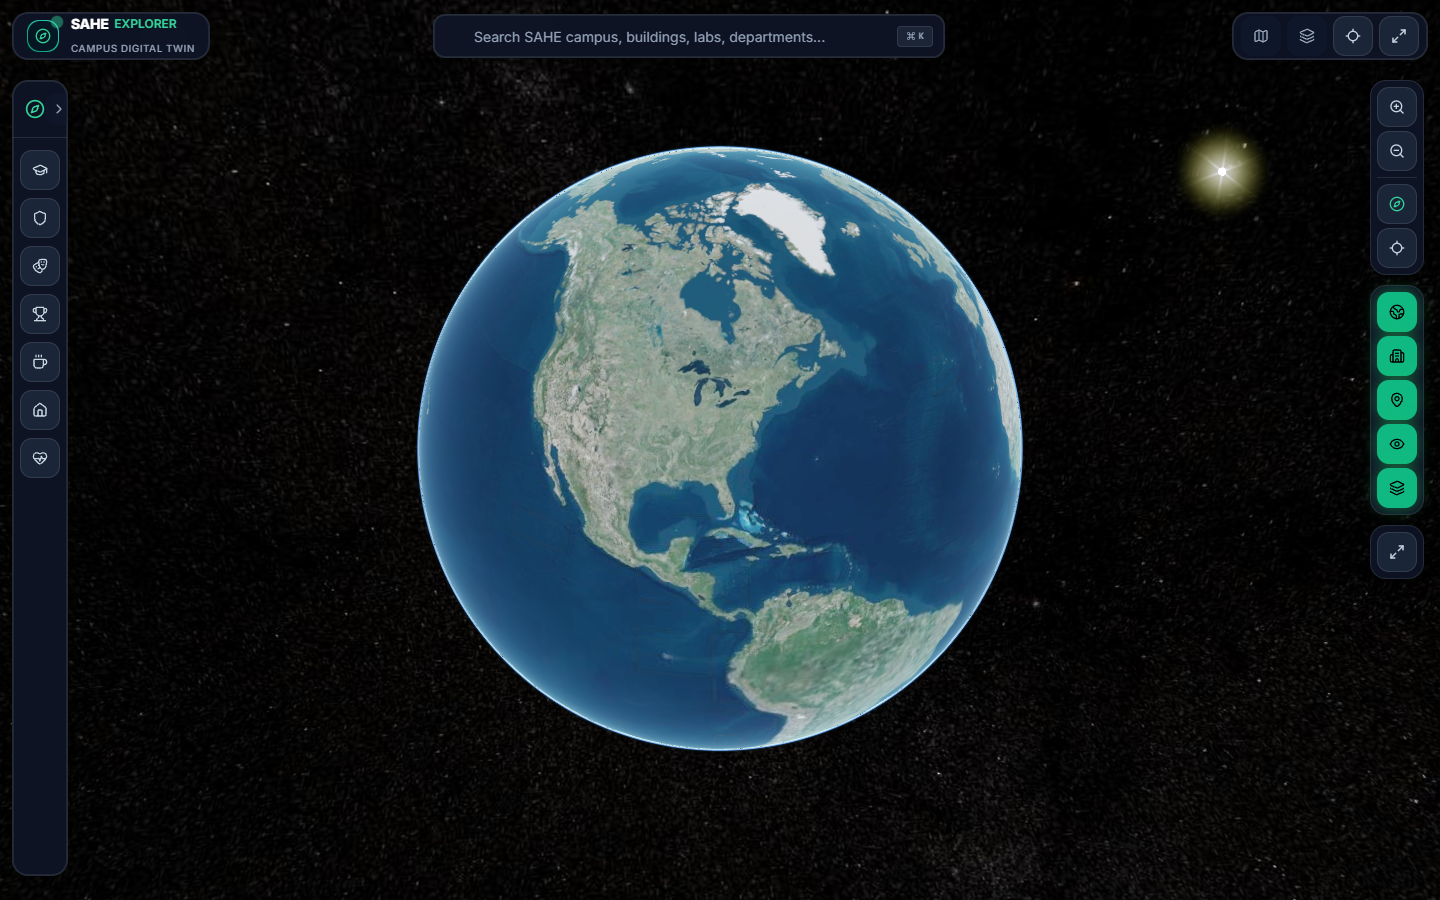 SAHE EXPLORER
CAMPUS DIGITAL TWIN
Search SAHE campus, buildings, labs, departments...
⌘ K